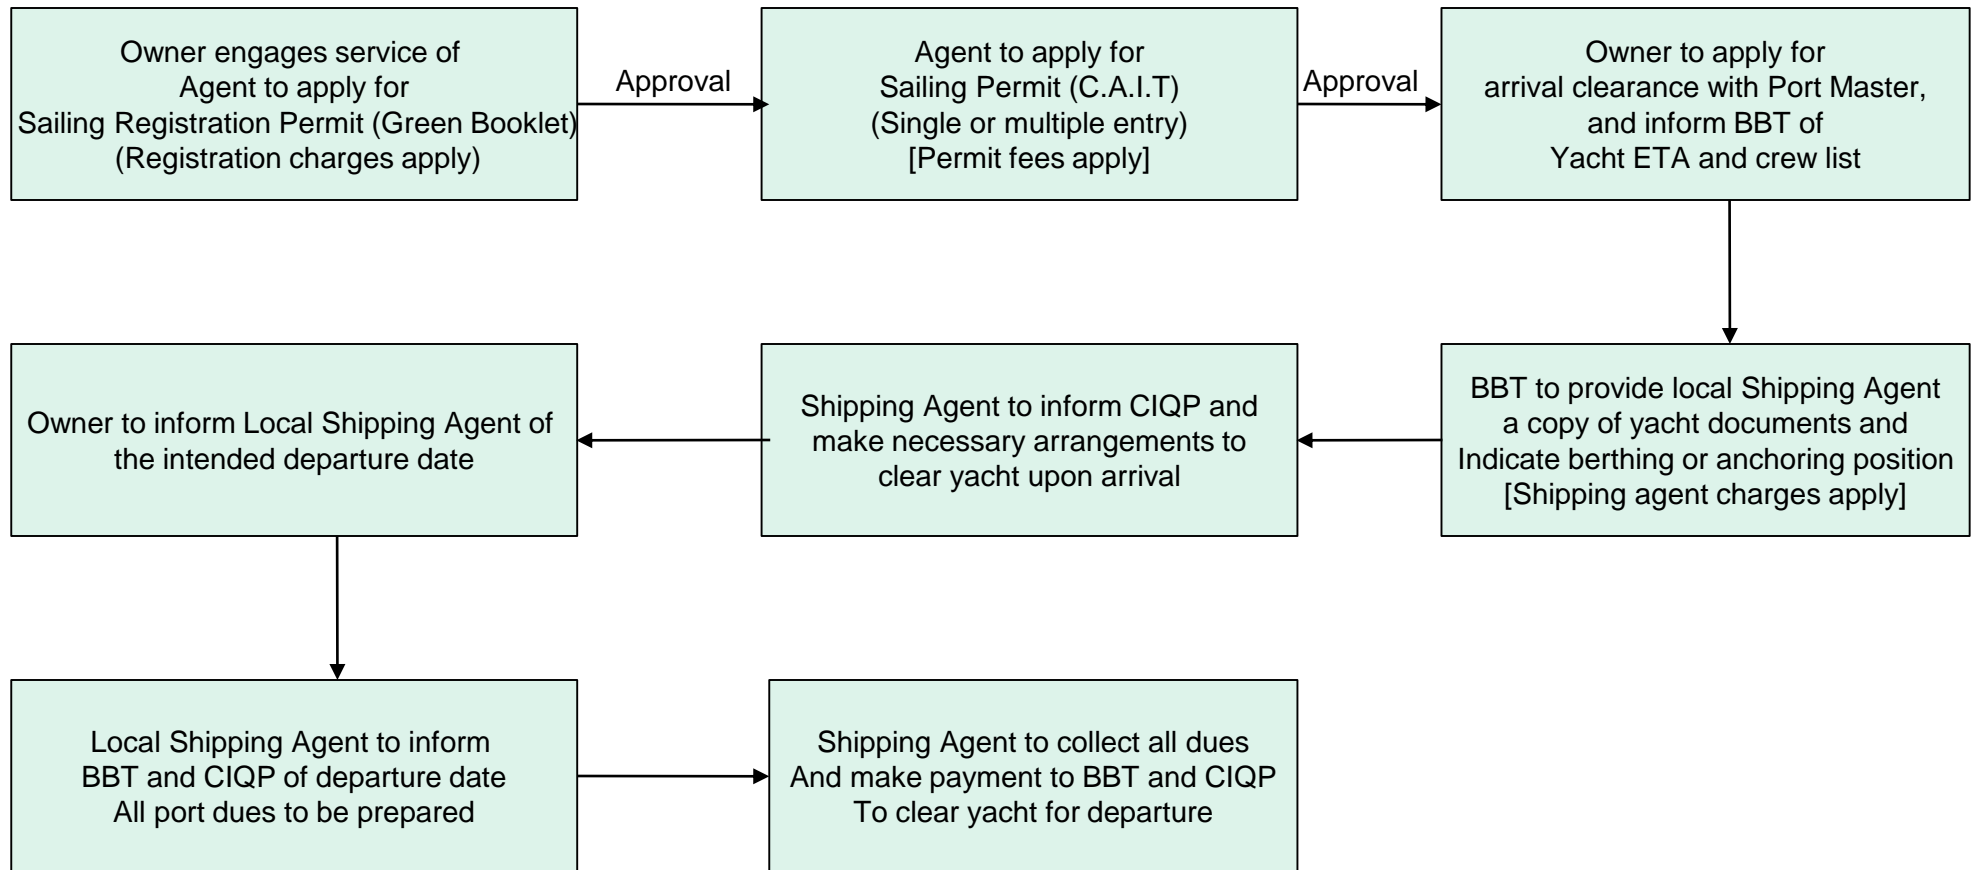 Owner engages service of
Agent to apply for
Sailing Registration Permit (Green Booklet)
(Registration charges apply)
Approval
Agent to apply for
Sailing Permit (C.A.I.T)
(Single or multiple entry)
[Permit fees apply]
Approval
Owner to apply for
arrival clearance with Port Master,
and inform BBT of
Yacht ETA and crew list
BBT to provide local Shipping Agent
a copy of yacht documents and
Indicate berthing or anchoring position
[Shipping agent charges apply]
Shipping Agent to inform CIQP and
make necessary arrangements to
clear yacht upon arrival
Owner to inform Local Shipping Agent of
the intended departure date
Local Shipping Agent to inform
BBT and CIQP of departure date
All port dues to be prepared
Shipping Agent to collect all dues
And make payment to BBT and CIQP
To clear yacht for departure